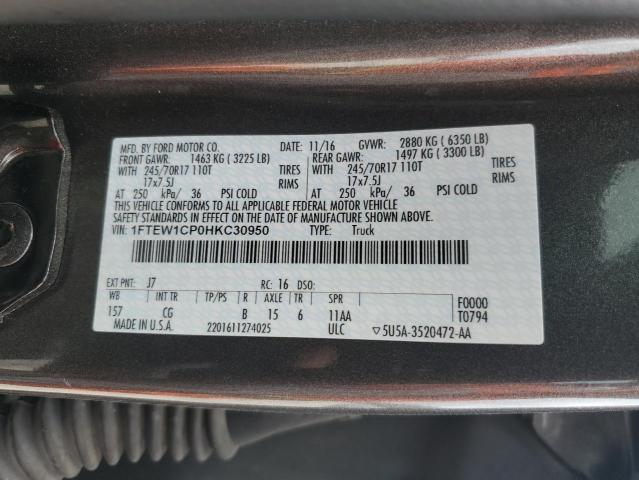 MFD. BY FORD MOTOR CO. DATE: 11/16 GVWR: 2880 KG (6350 LB)
FRONT GAWR: 1463 KG (3225 LB) REAR GAWR: 1497 KG (3300 LB)
WITH 245/70R17 110T TIRES WITH 245/70R17 110T TIRES
17x7.5J RIMS 17x7.5J RIMS
AT 250 kPa/ 36 PSI COLD AT 250 kPa/ 36 PSI COLD
THIS VEHICLE CONFORMS TO ALL APPLICABLE FEDERAL MOTOR VEHICLE
SAFETY STANDARDS IN EFFECT ON THE DATE OF MANUFACTURE SHOWN ABOVE.
VIN: 1FTEW1CP0HKC30950 TYPE: Truck
EXT PNT: J7 RC: 16 DSO:
WB INT TR TP/PS R AXLE TR SPR F0000
157 CG B 15 6 11AA T0794
MADE IN U.S.A. 2201611274025 ULC ▽5U5A-3520472-AA